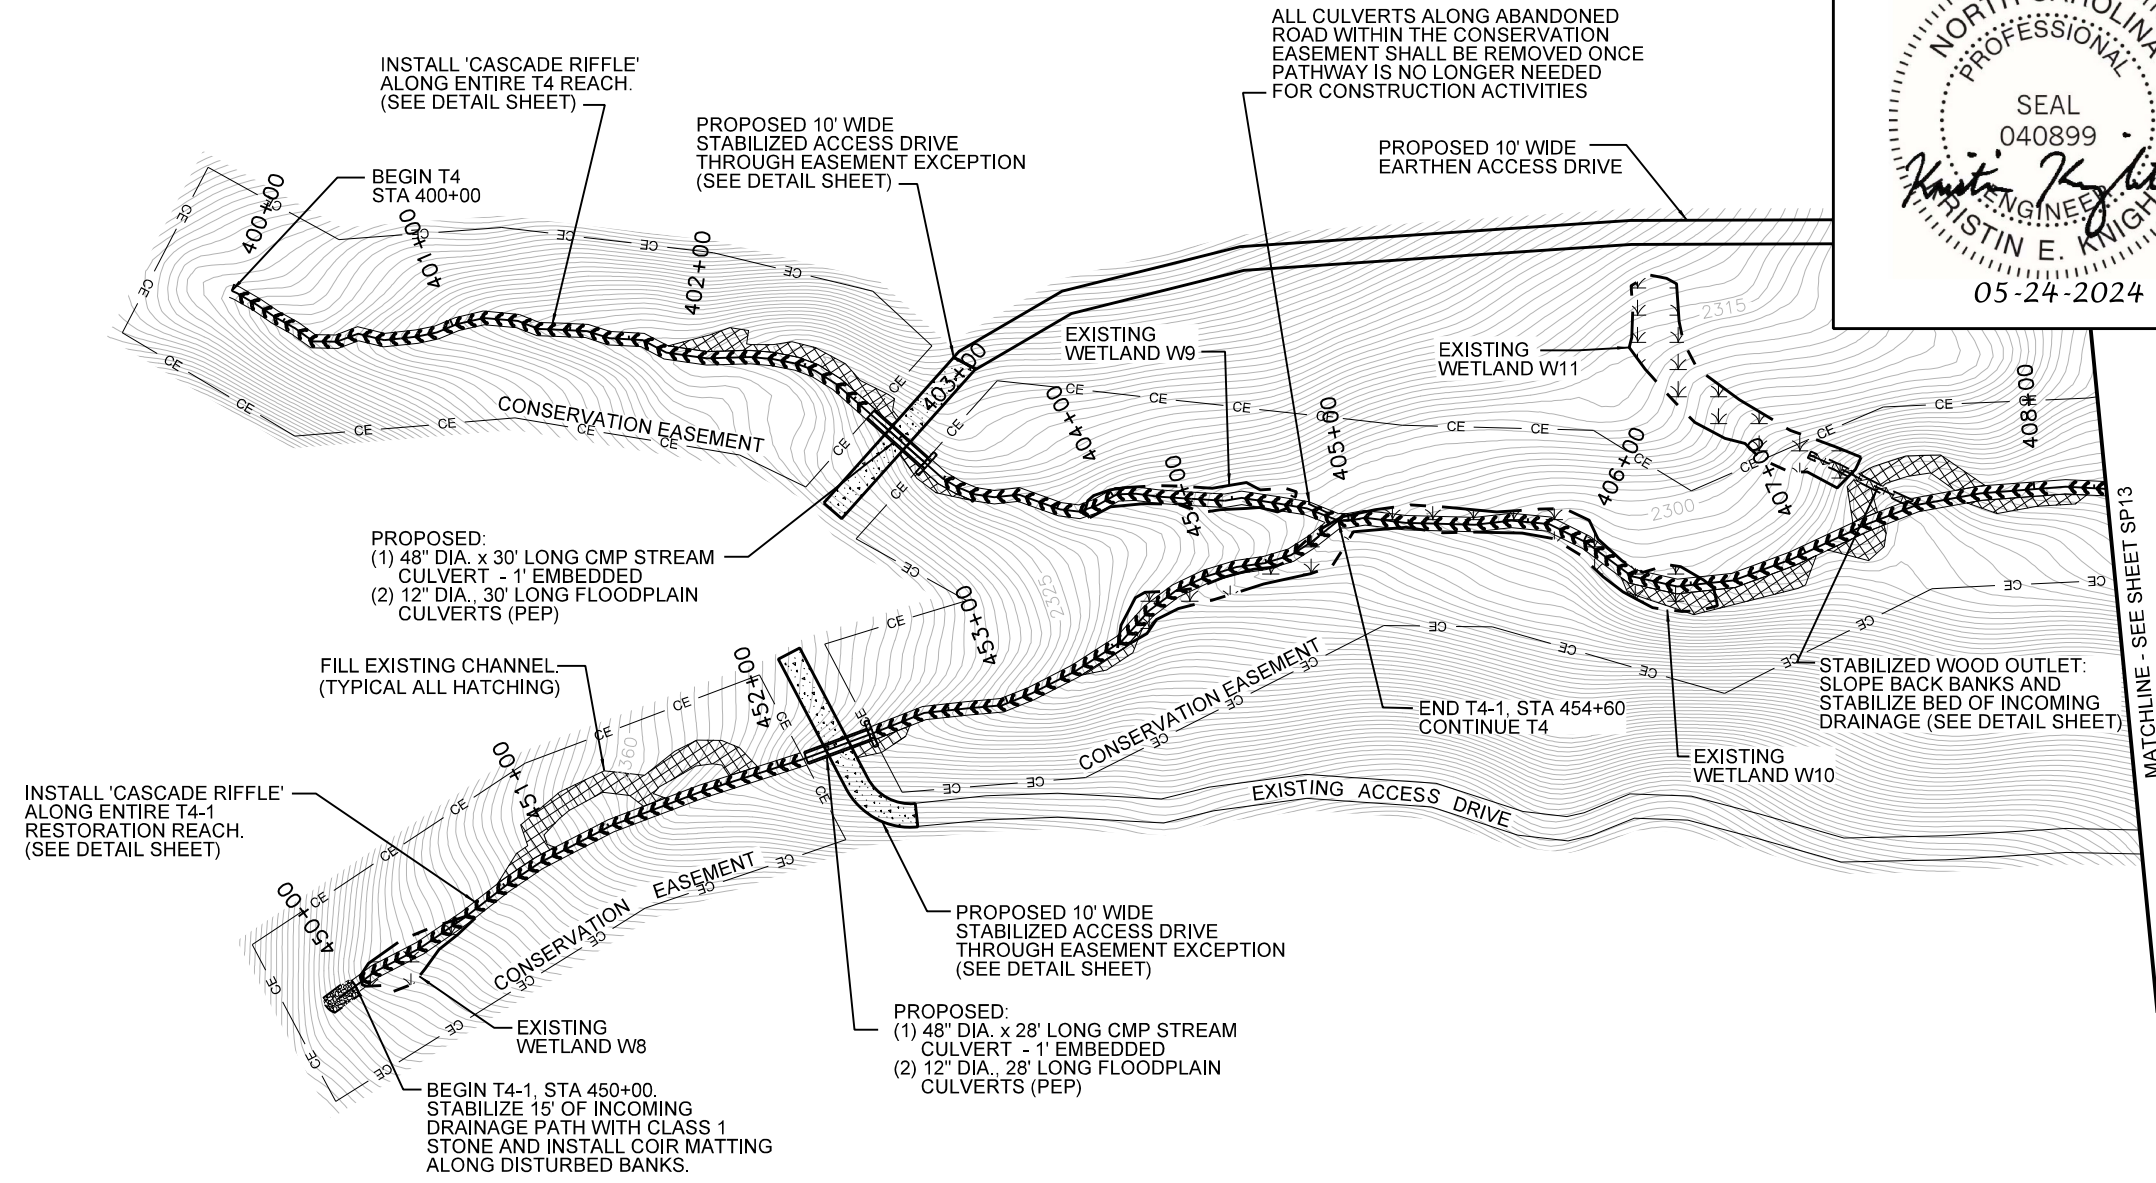 INSTALL 'CASCADE RIFFLE'
ALONG ENTIRE T4 REACH.
(SEE DETAIL SHEET)
BEGIN T4
STA 400+00
PROPOSED 10' WIDE
STABILIZED ACCESS DRIVE
THROUGH EASEMENT EXCEPTION
(SEE DETAIL SHEET)
ALL CULVERTS ALONG ABANDONED
ROAD WITHIN THE CONSERVATION
EASEMENT SHALL BE REMOVED ONCE
PATHWAY IS NO LONGER NEEDED
FOR CONSTRUCTION ACTIVITIES
PROPOSED 10' WIDE
EARTHEN ACCESS DRIVE
NORTH CAROLINA
PROFESSIONAL
SEAL
040899
ENGINEER
KRISTIN E. KNIGHT
05-24-2024
400+00
401+00
402+00
403+00
404+00
405+00
406+00
407+00
408+00
EXISTING
WETLAND W9
EXISTING
WETLAND W11
2315
2300
2325
CONSERVATION EASEMENT
PROPOSED:
(1) 48" DIA. x 30' LONG CMP STREAM
CULVERT - 1' EMBEDDED
(2) 12" DIA., 30' LONG FLOODPLAIN
CULVERTS (PEP)
FILL EXISTING CHANNEL.
(TYPICAL ALL HATCHING)
450+00
451+00
452+00
453+00
CONSERVATION EASEMENT
END T4-1, STA 454+60
CONTINUE T4
STABILIZED WOOD OUTLET:
SLOPE BACK BANKS AND
STABILIZE BED OF INCOMING
DRAINAGE (SEE DETAIL SHEET)
EXISTING
WETLAND W10
MATCHLINE - SEE SHEET SP13
EXISTING ACCESS DRIVE
INSTALL 'CASCADE RIFFLE'
ALONG ENTIRE T4-1
RESTORATION REACH.
(SEE DETAIL SHEET)
CONSERVATION EASEMENT
PROPOSED 10' WIDE
STABILIZED ACCESS DRIVE
THROUGH EASEMENT EXCEPTION
(SEE DETAIL SHEET)
EXISTING
WETLAND W8
PROPOSED:
(1) 48" DIA. x 28' LONG CMP STREAM
CULVERT - 1' EMBEDDED
(2) 12" DIA., 28' LONG FLOODPLAIN
CULVERTS (PEP)
BEGIN T4-1, STA 450+00.
STABILIZE 15' OF INCOMING
DRAINAGE PATH WITH CLASS 1
STONE AND INSTALL COIR MATTING
ALONG DISTURBED BANKS.